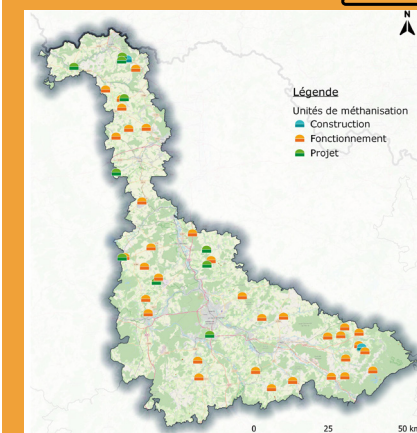 N
Légende
Unités de méthanisation
Construction
Fonctionnement
Projet
0 25 50 km